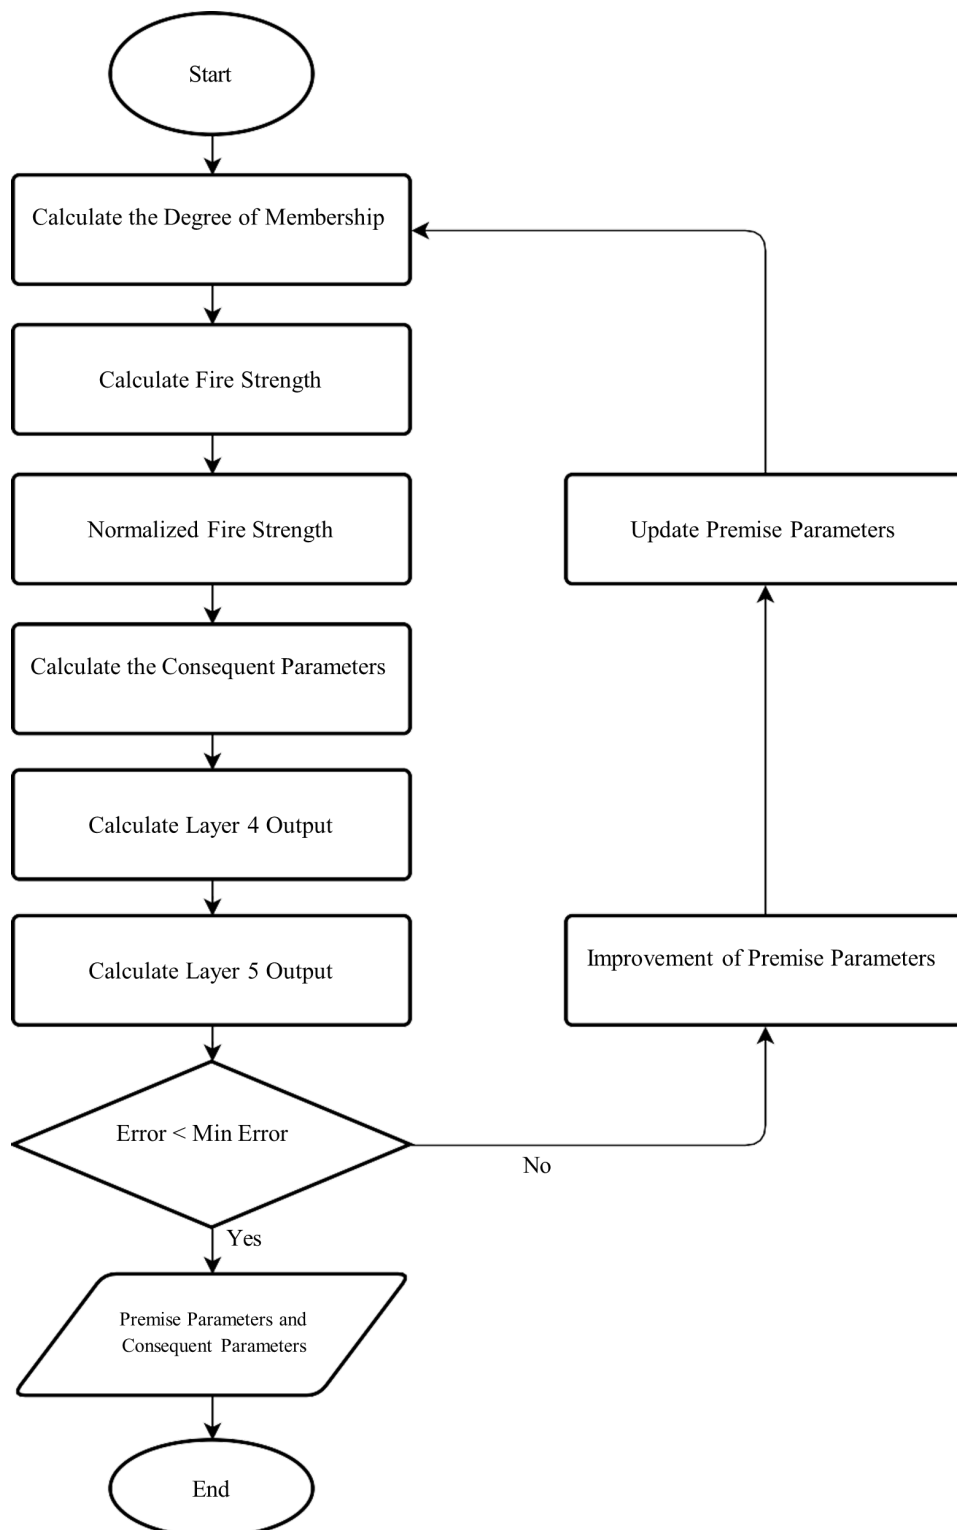 Start
Calculate the Degree of Membership
Calculate Fire Strength
Normalized Fire Strength
Update Premise Parameters
Calculate the Consequent Parameters
Calculate Layer 4 Output
Calculate Layer 5 Output
Improvement of Premise Parameters
Error < Min Error
No
Yes
Premise Parameters and
Consequent Parameters
End